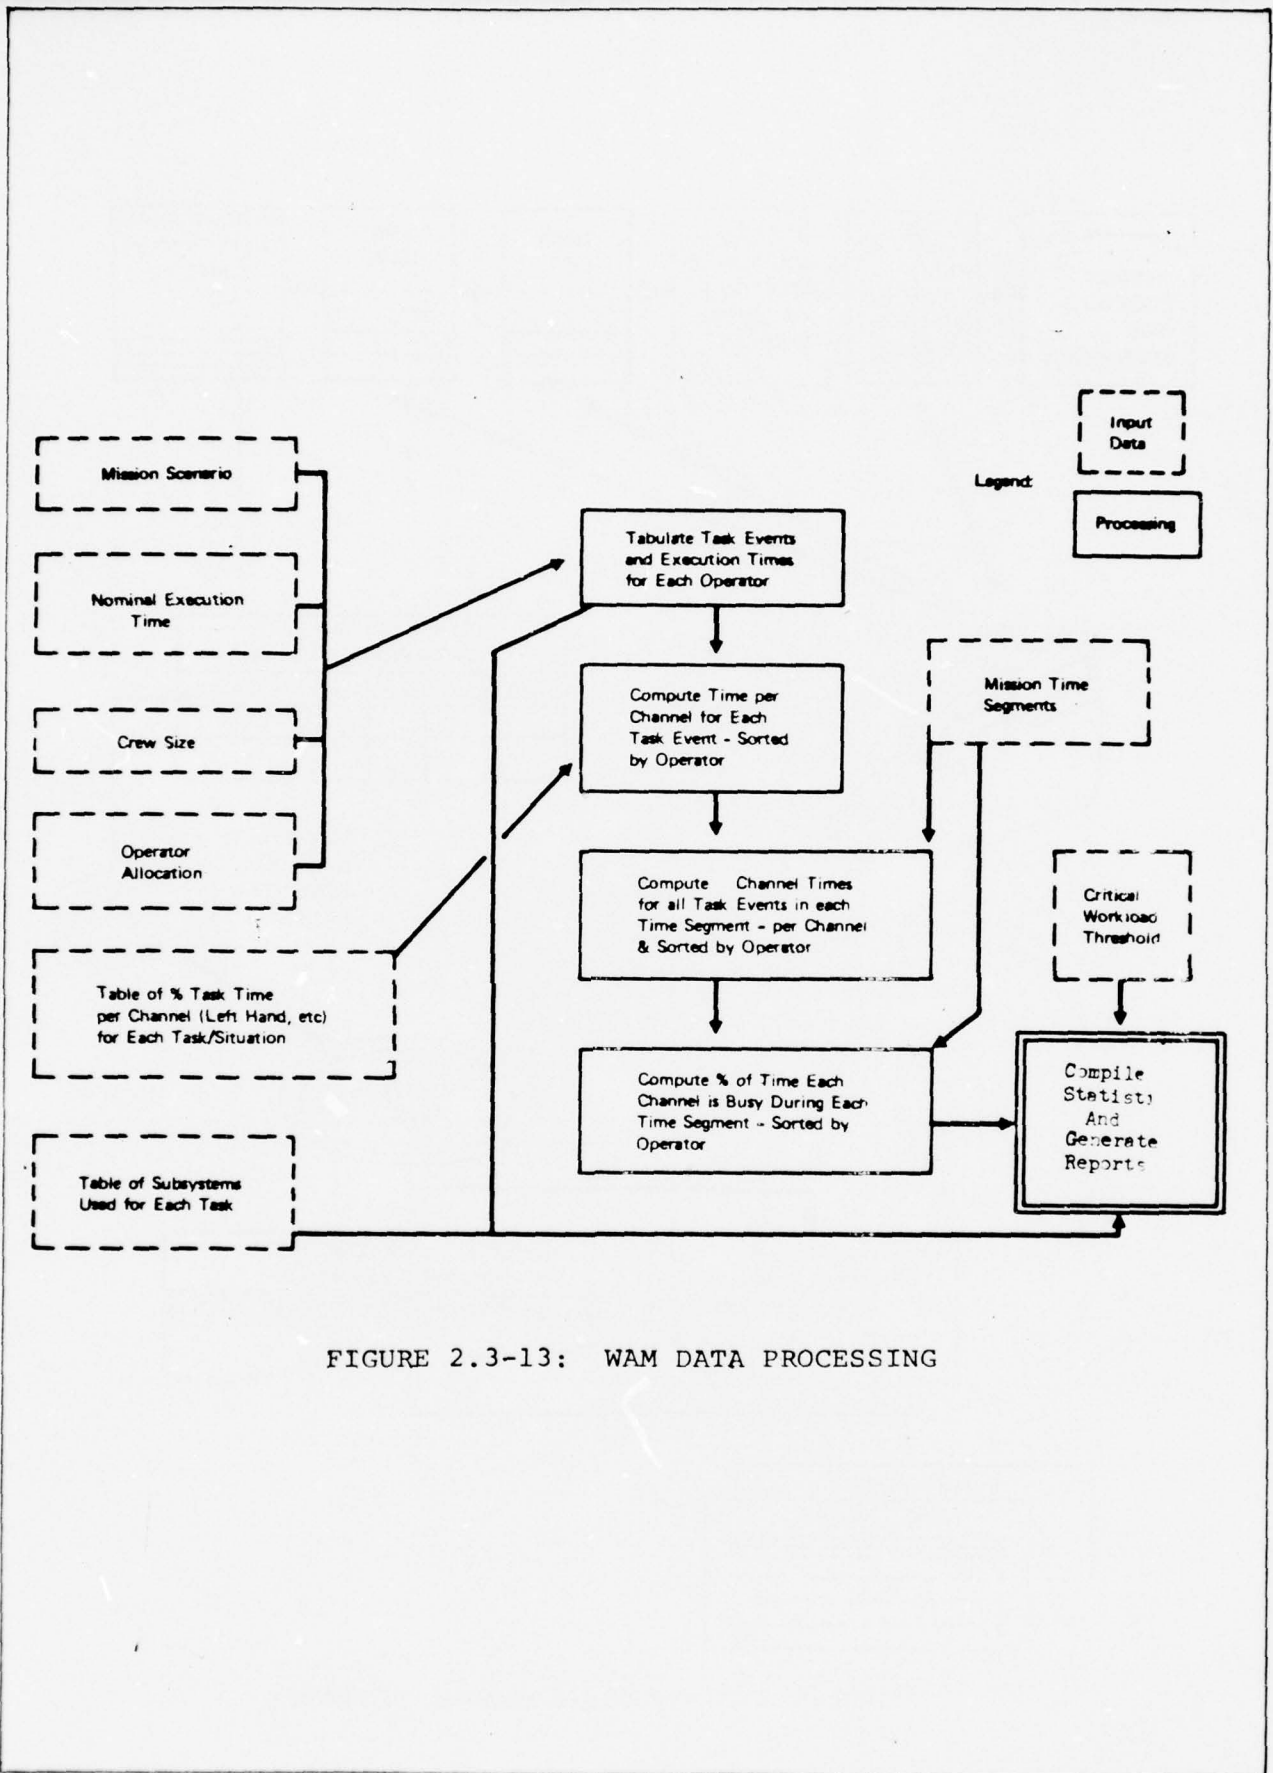 Mission Scenario
Nominal Execution
Time
Crew Size
Operator
Allocation
Table of % Task Time
per Channel (Left Hand, etc)
for Each Task/Situation
Table of Subsystems
Used for Each Task
Tabulate Task Events
and Execution Times
for Each Operator
Compute Time per
Channel for Each
Task Event - Sorted
by Operator
Compute Channel Times
for all Task Events in each
Time Segment - per Channel
& Sorted by Operator
Compute % of Time Each
Channel is Busy During Each
Time Segment - Sorted by
Operator
Legend:
Input
Data
Processing
Mission Time
Segments
Critical
Workload
Threshold
Compile
And
Generate
Reports
FIGURE 2.3-13: WAM DATA PROCESSING